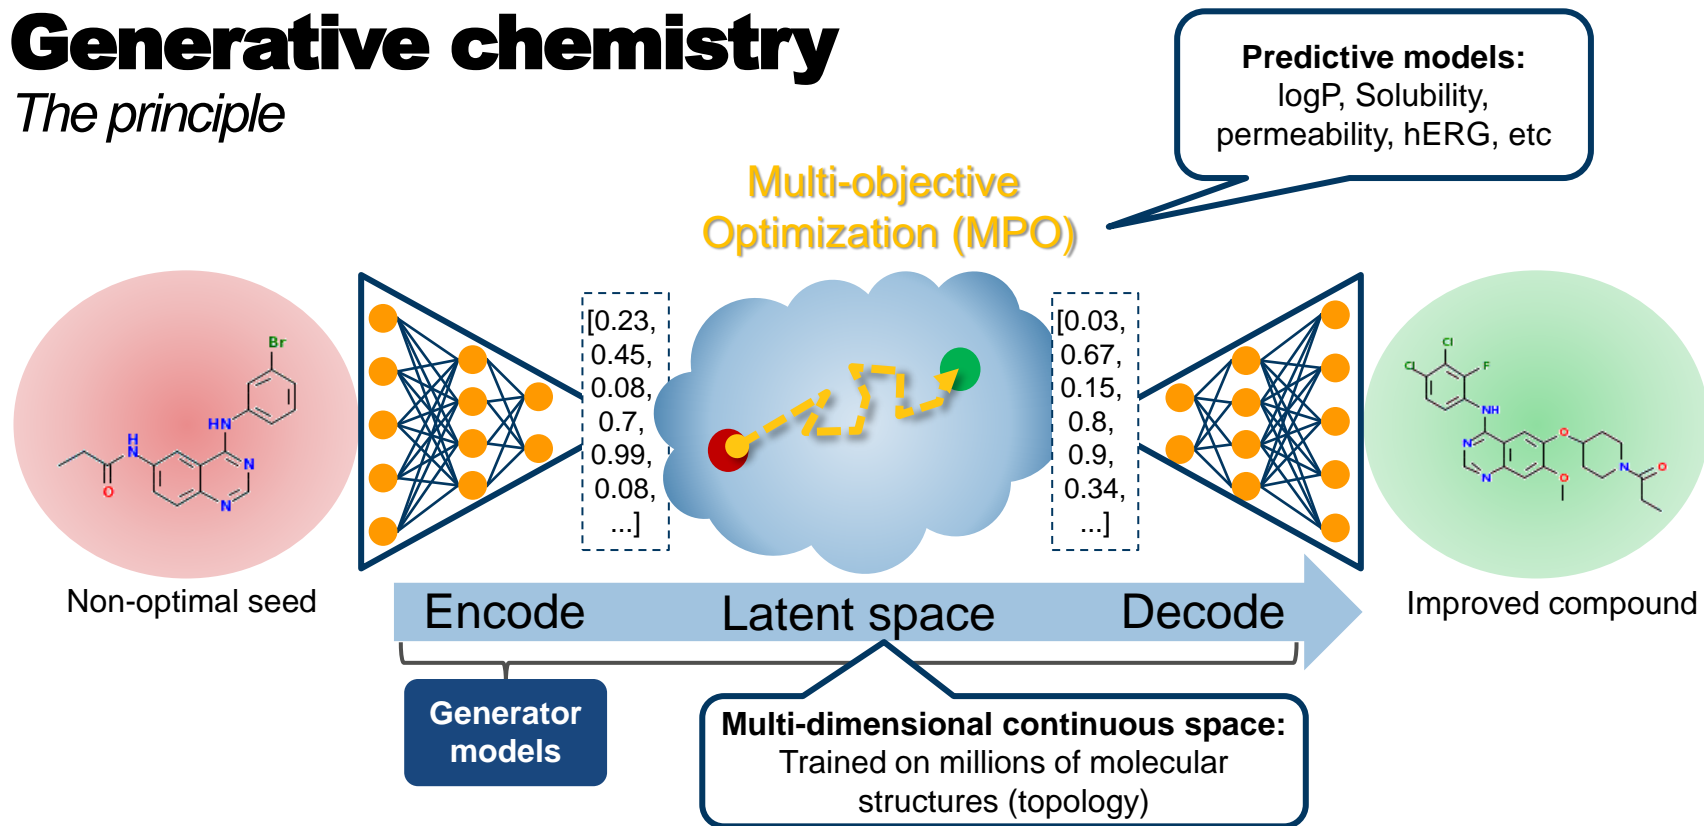 Generative chemistry
The principle
Predictive models:
logP, Solubility,
permeability, hERG, etc
Multi-objective
Optimization (MPO)
Br
HN
H
N
O
N
N
[0.23,
0.45,
0.08,
0.7,
0.99,
0.08,
...]
[0.03,
0.67,
0.15,
0.8,
0.9,
0.34,
...]
Cl
Cl
F
NH
N
N
O
O
N
O
Non-optimal seed
Encode
Latent space
Decode
Improved compound
Generator
models
Multi-dimensional continuous space:
Trained on millions of molecular
structures (topology)